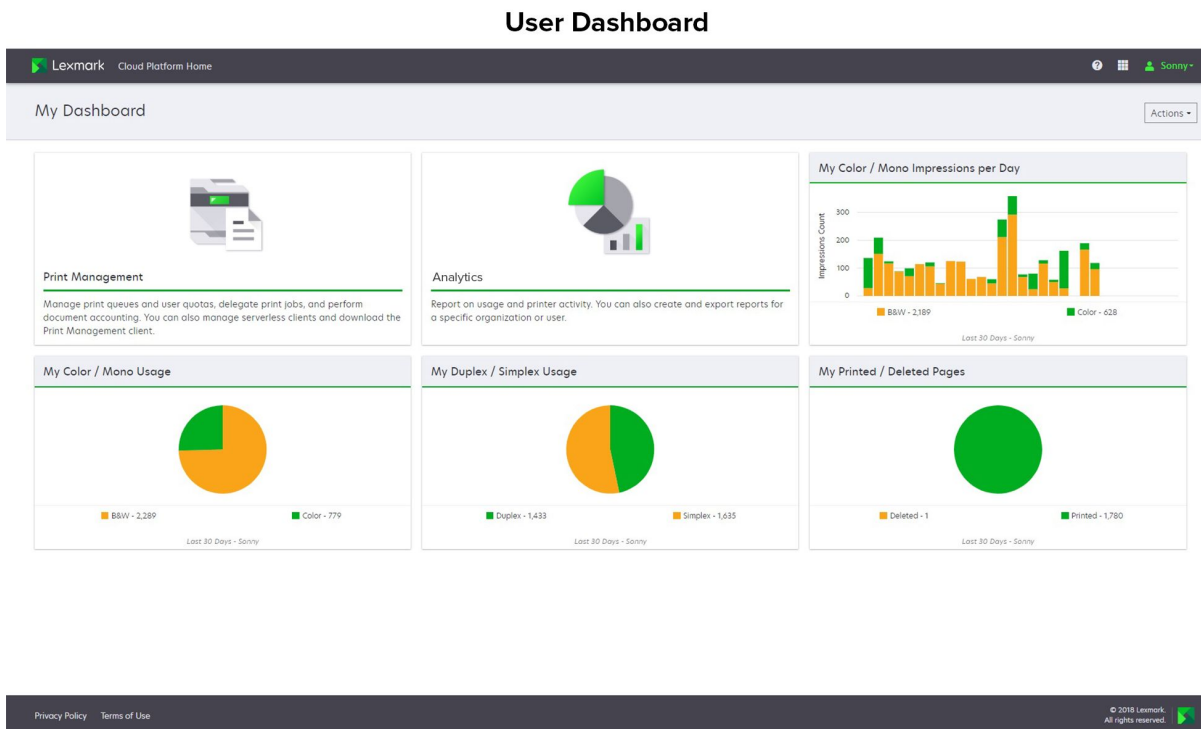 User Dashboard
Lexmark Cloud Platform Home
Sonny
My Dashboard
Actions
Print Management
Manage print queues and user quotas, delegate print jobs, and perform
document accounting. You can also manage serverless clients and download the
Print Management client.
Analytics
Report on usage and printer activity. You can also create and export reports for
a specific organization or user.
My Color / Mono Impressions per Day
Impressions Count
300
200
100
0
B&W - 2,189 Color - 628
Last 30 Days - Sonny
My Color / Mono Usage
B&W - 2,289 Color - 779
Last 30 Days - Sonny
My Duplex / Simplex Usage
Duplex - 1,433 Simplex - 1,635
Last 30 Days - Sonny
My Printed / Deleted Pages
Deleted - 1 Printed - 1,780
Last 30 Days - Sonny
Privacy Policy Terms of Use
© 2018 Lexmark.
All rights reserved.